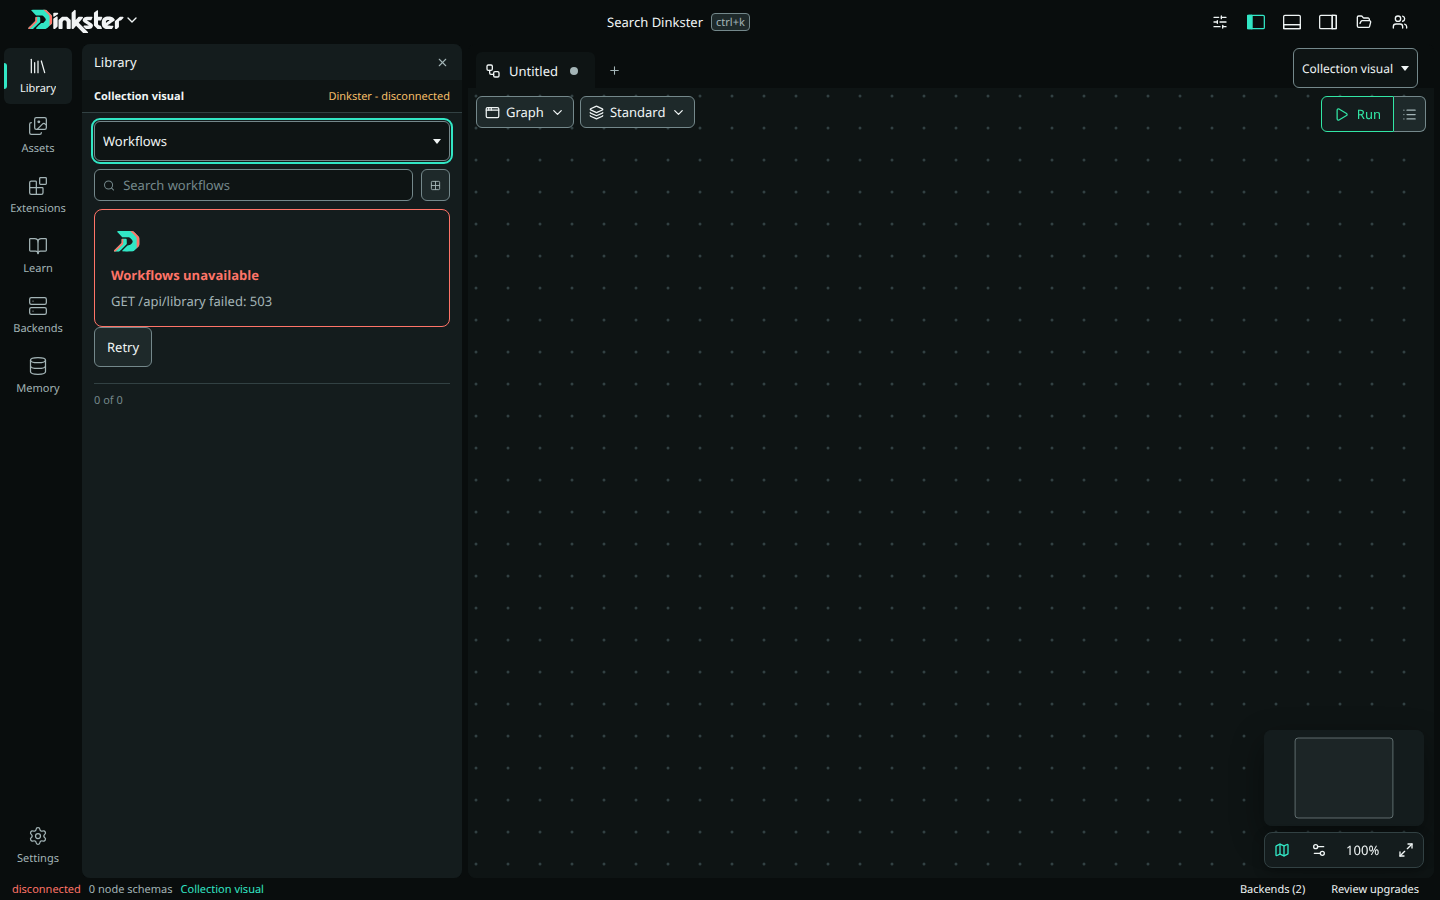 Dinkster
Search Dinkster ctrl+k
Library
Assets
Extensions
Learn
Backends
Memory
Settings
Library
Collection visual Dinkster - disconnected
Workflows
Search workflows
Workflows unavailable
GET /api/library failed: 503
Retry
0 of 0
Untitled
Collection visual
Graph
Standard
Run
100%
disconnected 0 node schemas Collection visual
Backends (2) Review upgrades